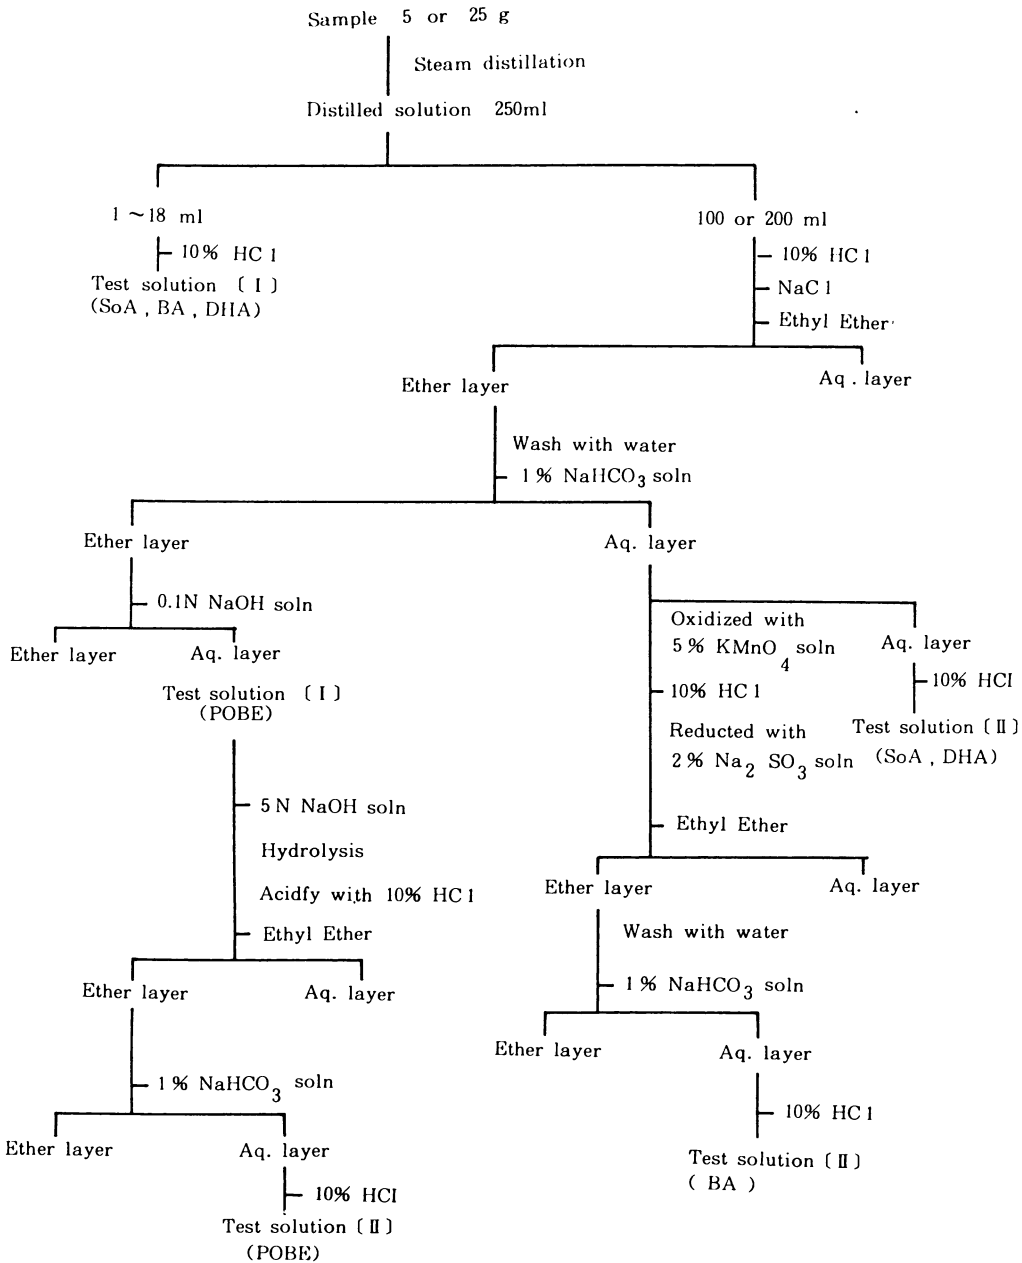 Sample 5 or 25 g
Steam distillation
Distilled solution 250ml
1 ~18 ml
10% HCl
Test solution 〔 I 〕
(SoA , BA , DHA)
100 or 200 ml
10% HCl
NaCl
Ethyl Ether
Ether layer
Aq . layer
Wash with water
1% NaHCO3 soln
Ether layer
Aq. layer
0.1N NaOH soln
Ether layer
Aq. layer
Test solution 〔 I 〕
(POBE)
Oxidized with
5% KMnO4 soln
10% HCl
Reducted with
2% Na2 SO3 soln
Aq. layer
10% HCl
Test solution 〔 II 〕
(SoA , DHA)
5N NaOH soln
Hydrolysis
Acidfy with 10% HCl
Ethyl Ether
Ethyl Ether
Ether layer
Aq. layer
Ether layer
Aq. layer
Wash with water
1% NaHCO3 soln
Ether layer
Aq. layer
1% NaHCO3 soln
Ether layer
Aq. layer
10% HCl
Test solution 〔 II 〕
( BA )
10% HCl
Test solution 〔 II 〕
(POBE)